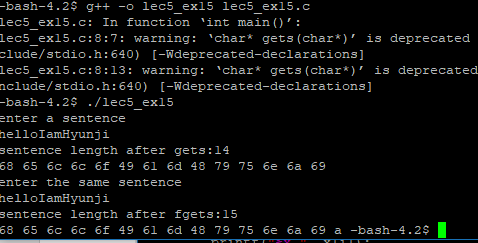 -bash-4.2$ g++ -o lec5_ex15 lec5_ex15.c
lec5_ex15.c: In function ‘int main()’:
lec5_ex15.c:8:7: warning: ‘char* gets(char*)’ is deprecated
clude/stdio.h:640) [-Wdeprecated-declarations]
lec5_ex15.c:8:13: warning: ‘char* gets(char*)’ is deprecated
nclude/stdio.h:640) [-Wdeprecated-declarations]
-bash-4.2$ ./lec5_ex15
enter a sentence
helloIamHyunji
sentence length after gets:14
68 65 6c 6c 6f 49 61 6d 48 79 75 6e 6a 69
enter the same sentence
helloIamHyunji
sentence length after fgets:15
68 65 6c 6c 6f 49 61 6d 48 79 75 6e 6a 69 a -bash-4.2$